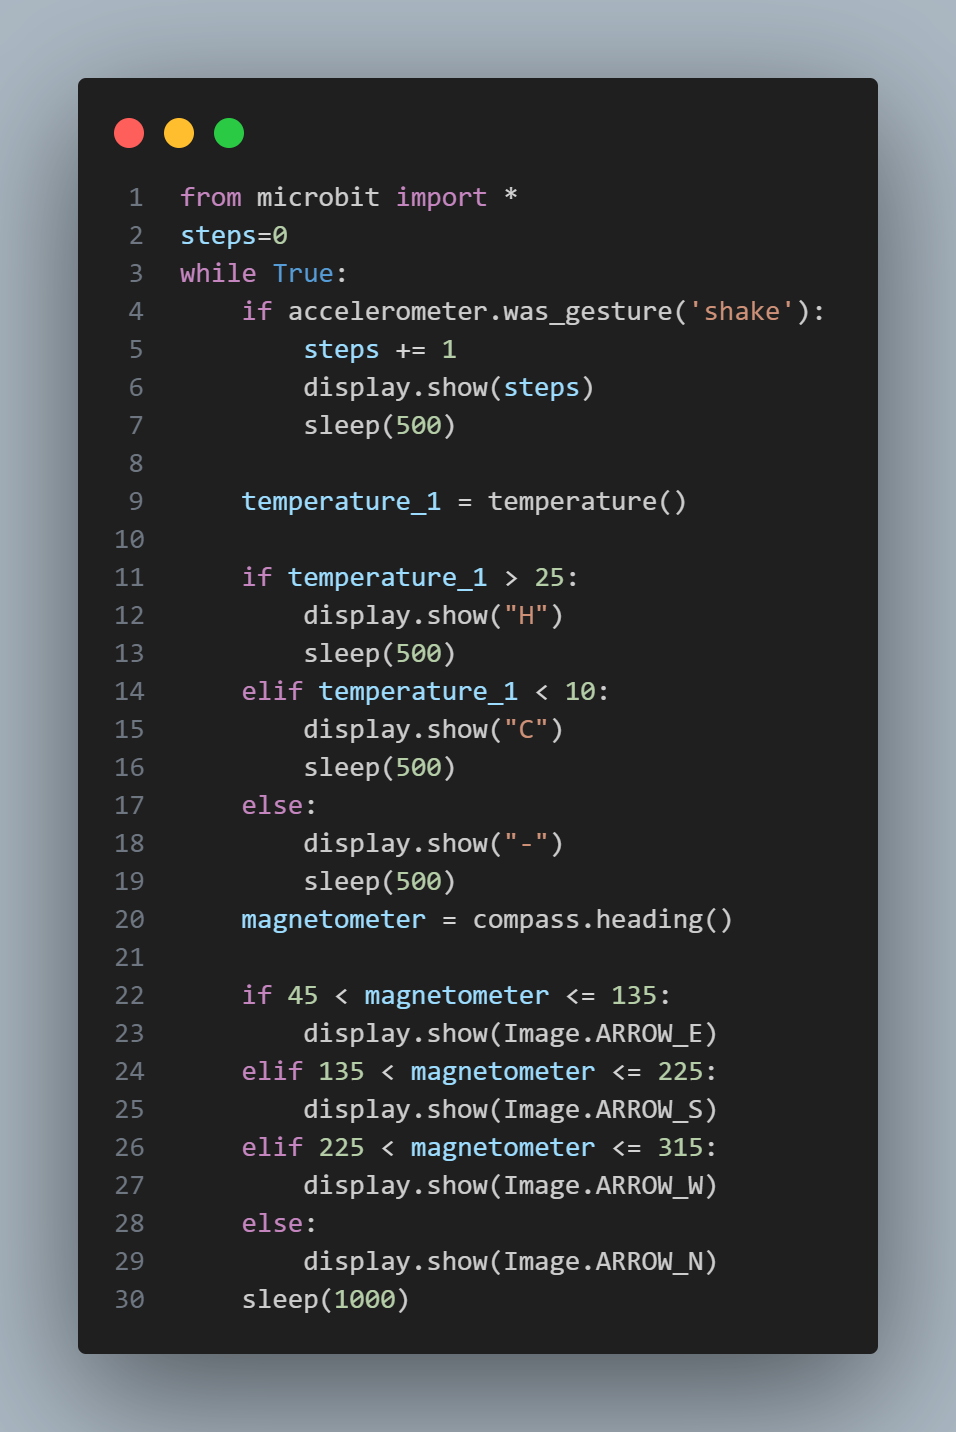 1 from microbit import *
2 steps=0
3 while True:
4     if accelerometer.was_gesture('shake'):
5         steps += 1
6         display.show(steps)
7         sleep(500)
8
9     temperature_1 = temperature()
10
11     if temperature_1 > 25:
12         display.show("H")
13         sleep(500)
14     elif temperature_1 < 10:
15         display.show("C")
16         sleep(500)
17     else:
18         display.show("-")
19         sleep(500)
20     magnetometer = compass.heading()
21
22     if 45 < magnetometer <= 135:
23         display.show(Image.ARROW_E)
24     elif 135 < magnetometer <= 225:
25         display.show(Image.ARROW_S)
26     elif 225 < magnetometer <= 315:
27         display.show(Image.ARROW_W)
28     else:
29         display.show(Image.ARROW_N)
30     sleep(1000)